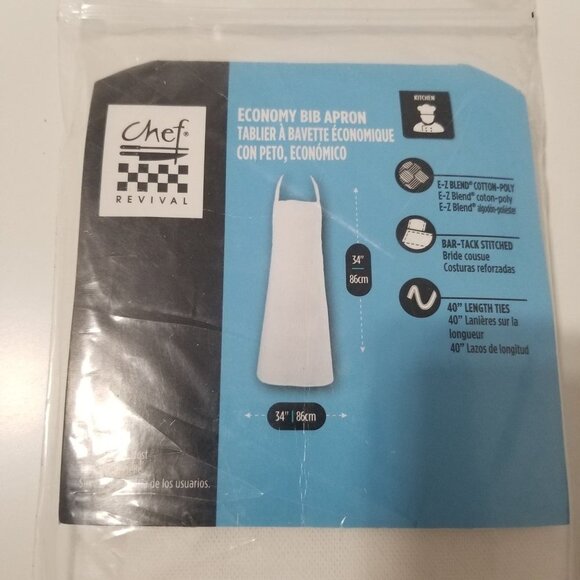 chef®
REVIVAL
ECONOMY BIB APRON
TABLIER À BAVETTE ÉCONOMIQUE
CON PETO, ECONÓMICO
KITCHEN
E-Z BLEND® COTTON-POLY
E-Z Blend® coton-poly
E-Z Blend® algodón-poliéster
34"
86cm
BAR-TACK STITCHED
Bride cousue
Costuras reforzadas
40" LENGTH TIES
40" Lanières sur la
longueur
40" Lazos de longitud
34" | 86cm
de los usuarios.